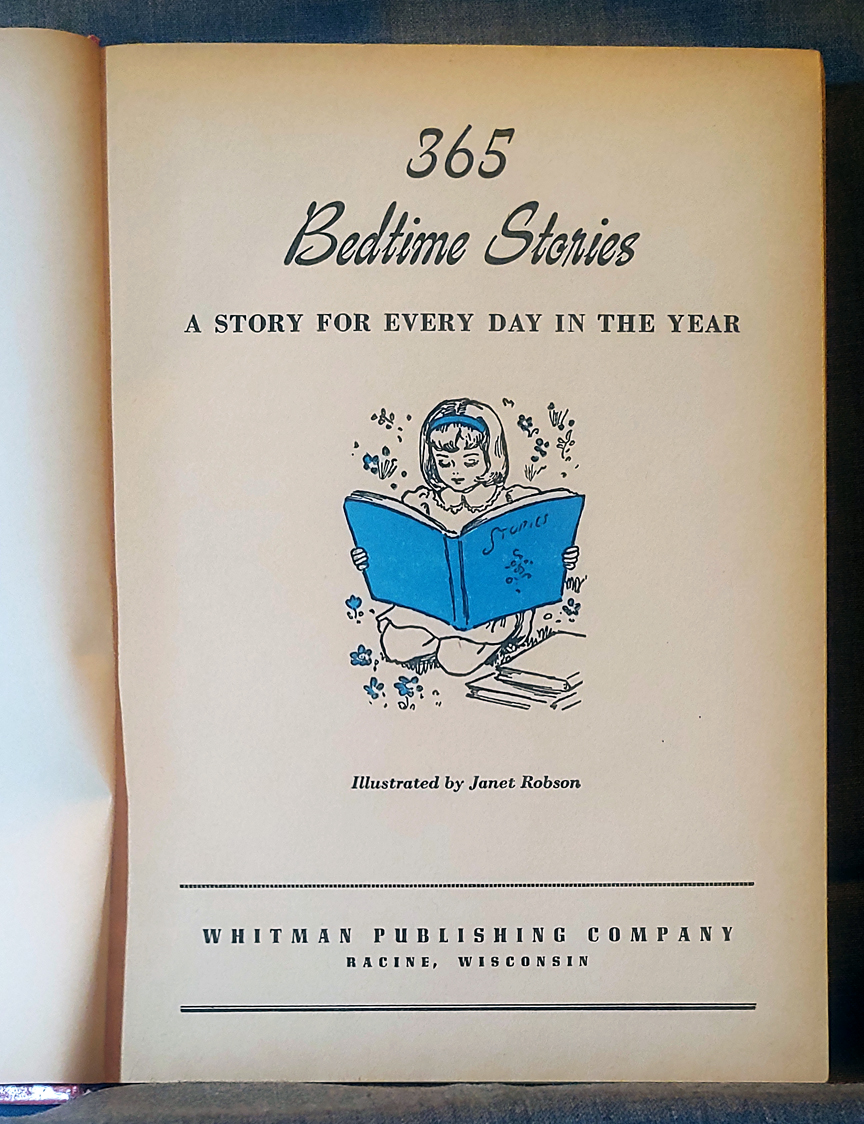 365
Bedtime Stories
A STORY FOR EVERY DAY IN THE YEAR
STORIES
Illustrated by Janet Robson
WHITMAN PUBLISHING COMPANY
RACINE, WISCONSIN